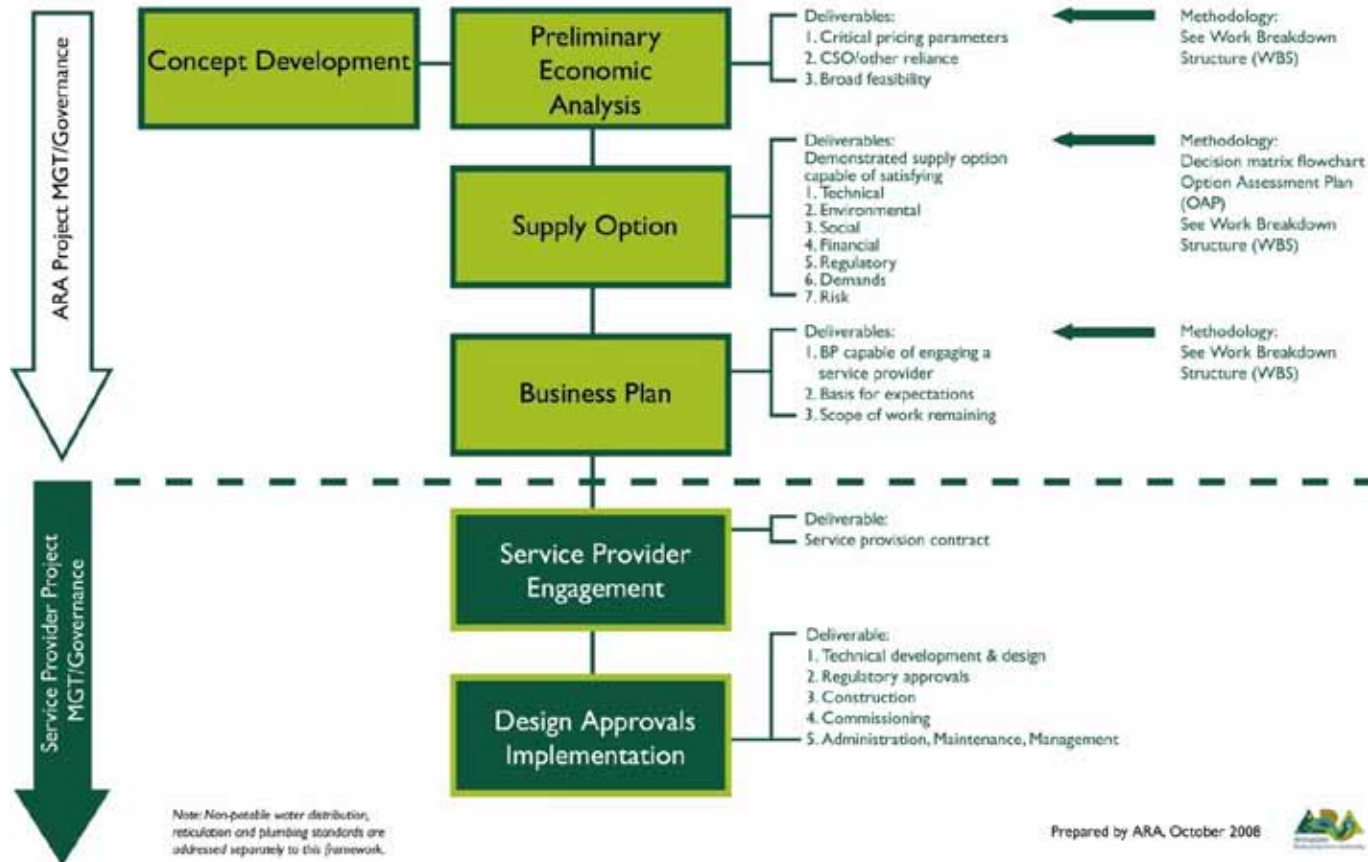 ARA Project MGT/Governance
Concept Development
Preliminary
Economic
Analysis
Deliverables:
1. Critical pricing parameters
2. CSO/other reliance
3. Broad feasibility
Methodology:
See Work Breakdown
Structure (WBS)
Supply Option
Deliverables:
Demonstrated supply option
capable of satisfying
1. Technical
2. Environmental
3. Social
4. Financial
5. Regulatory
6. Demands
7. Risk
Methodology:
Decision matrix flowchart
Option Assessment Plan
(OAP)
See Work Breakdown
Structure (WBS)
Business Plan
Deliverables:
1. BP capable of engaging a
service provider
2. Basis for expectations
3. Scope of work remaining
Methodology:
See Work Breakdown
Structure (WBS)
Service Provider Project
MGT/Governance
Service Provider
Engagement
Deliverable:
Service provision contract
Design Approvals
Implementation
Deliverable:
1. Technical development & design
2. Regulatory approvals
3. Construction
4. Commissioning
5. Administration, Maintenance, Management
Note: Non-potable water distribution,
reticulation and plumbing standards are
addressed separately to this framework.
Prepared by ARA, October 2008
ARA